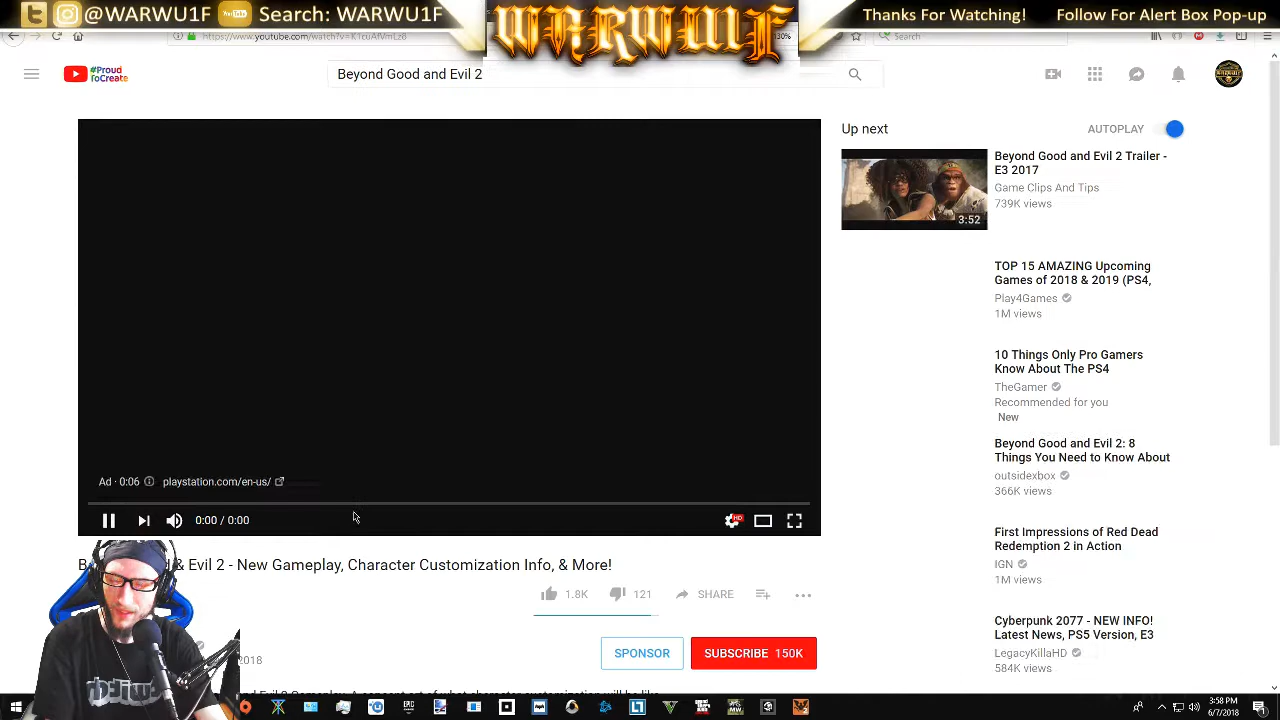 @WARWU1F
YouTube
Search: WARWU1F
WARWU1F
Thanks For Watching!
Follow For Alert Box Pop-up
Search
#Proud
ToCreate
Beyond Good and Evil 2
Up next
AUTOPLAY
Beyond Good and Evil 2 Trailer -
E3 2017
Game Clips And Tips
739K views
3:52
TOP 15 AMAZING Upcoming
Games of 2018 & 2019 (PS4,
Play4Games
1M views
10 Things Only Pro Gamers
Know About The PS4
TheGamer
Recommended for you
New
Beyond Good and Evil 2: 8
Things You Need to Know About
outsidexbox
366K views
First Impressions of Red Dead
Redemption 2 in Action
IGN
1M views
Cyberpunk 2077 - NEW INFO!
Latest News, PS5 Version, E3
LegacyKillaHD
584K views
Ad · 0:06
playstation.com/en-us/
0:00 / 0:00
HD
& Evil 2 - New Gameplay, Character Customization Info, & More!
1.8K
121
SHARE
SPONSOR
SUBSCRIBE 150K
2018
3:58 PM
6/7/2018